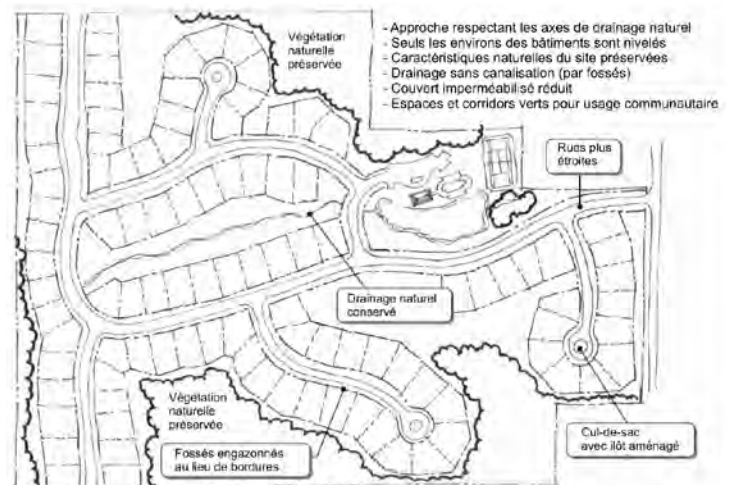 Végétation
naturelle
préservée
- Approche respectant les axes de drainage naturel
- Seuls les environs des bâtiments sont nivelés
- Caractéristiques naturelles du site préservées
- Drainage sans canalisation (par fossés)
- Couvert imperméabilisé réduit
- Espaces et corridors verts pour usage communautaire
Rues plus
étroites
Drainage naturel
conservé
Végétation
naturelle
préservée
Fossés engazonnés
au lieu de bordures
Cul-de-sac
avec ilôt aménagé